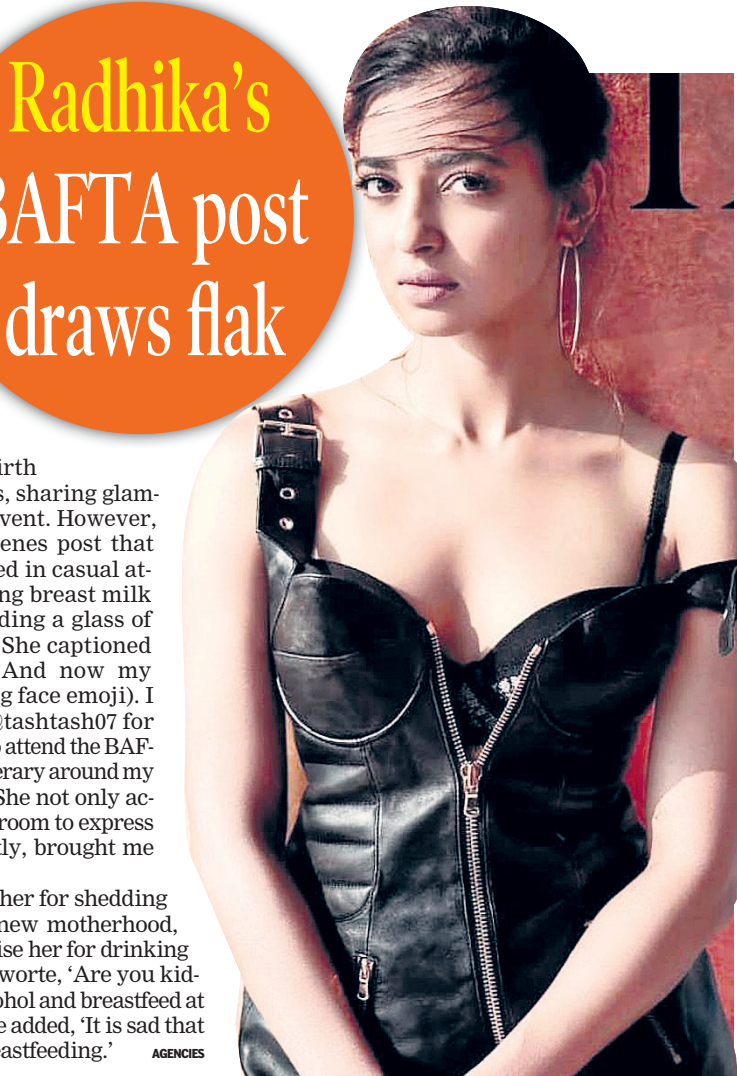 Radhika's
BAFTA post
draws flak
irth
s, sharing glam-
vent. However,
enes post that
ed in casual at-
ng breast milk
ding a glass of
She captioned
And now my
g face emoji). I
@tashtash07 for
o attend the BAF-
erary around my
She not only ac-
room to express
tly, brought me
her for shedding
new motherhood,
ise her for drinking
worte, 'Are you kid-
ohol and breastfeed at
e added, 'It is sad that
eastfeeding.' AGENCIES